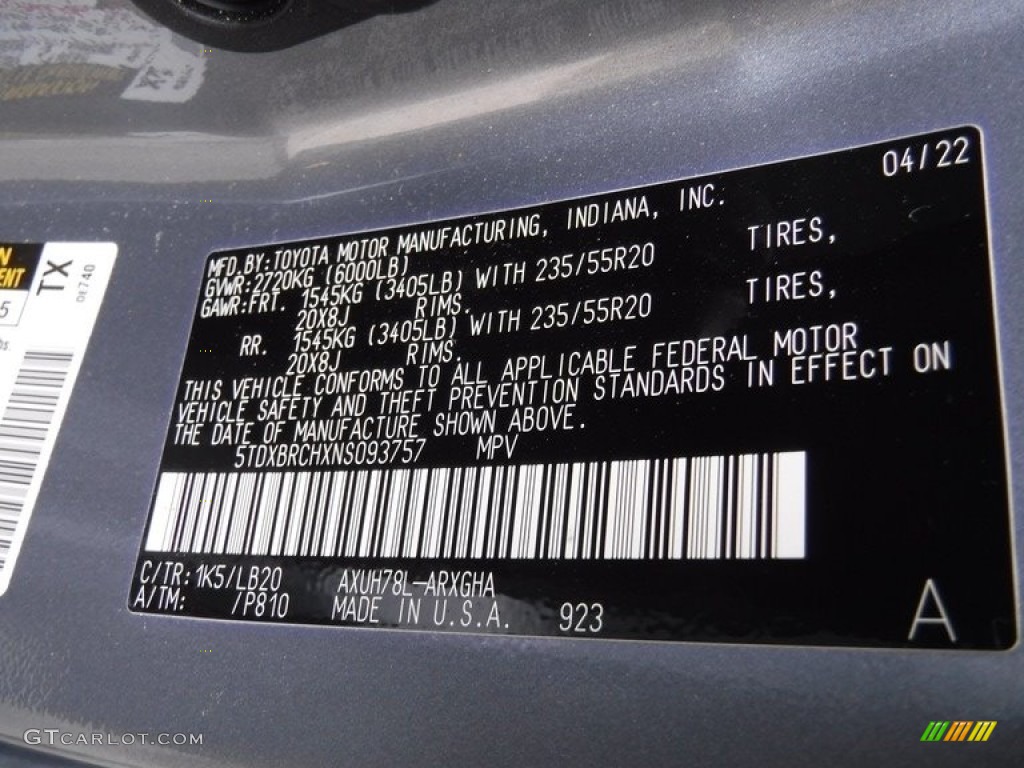 04/22
MFD.BY:TOYOTA MOTOR MANUFACTURING, INDIANA, INC.
GVWR:2720KG (6000LB)
GAWR:FRT. 1545KG (3405LB) WITH 235/55R20 TIRES,
20X8J RIMS.
RR. 1545KG (3405LB) WITH 235/55R20 TIRES,
20X8J RIMS.
THIS VEHICLE CONFORMS TO ALL APPLICABLE FEDERAL MOTOR
VEHICLE SAFETY AND THEFT PREVENTION STANDARDS IN EFFECT ON
THE DATE OF MANUFACTURE SHOWN ABOVE.
5TDXBRCHXNS093757 MPV
C/TR:1K5/LB20 AXUH78L-ARXGHA
A/TM: /P810 MADE IN U.S.A. 923
A
TX
DE740
5
GTCARLOT.COM